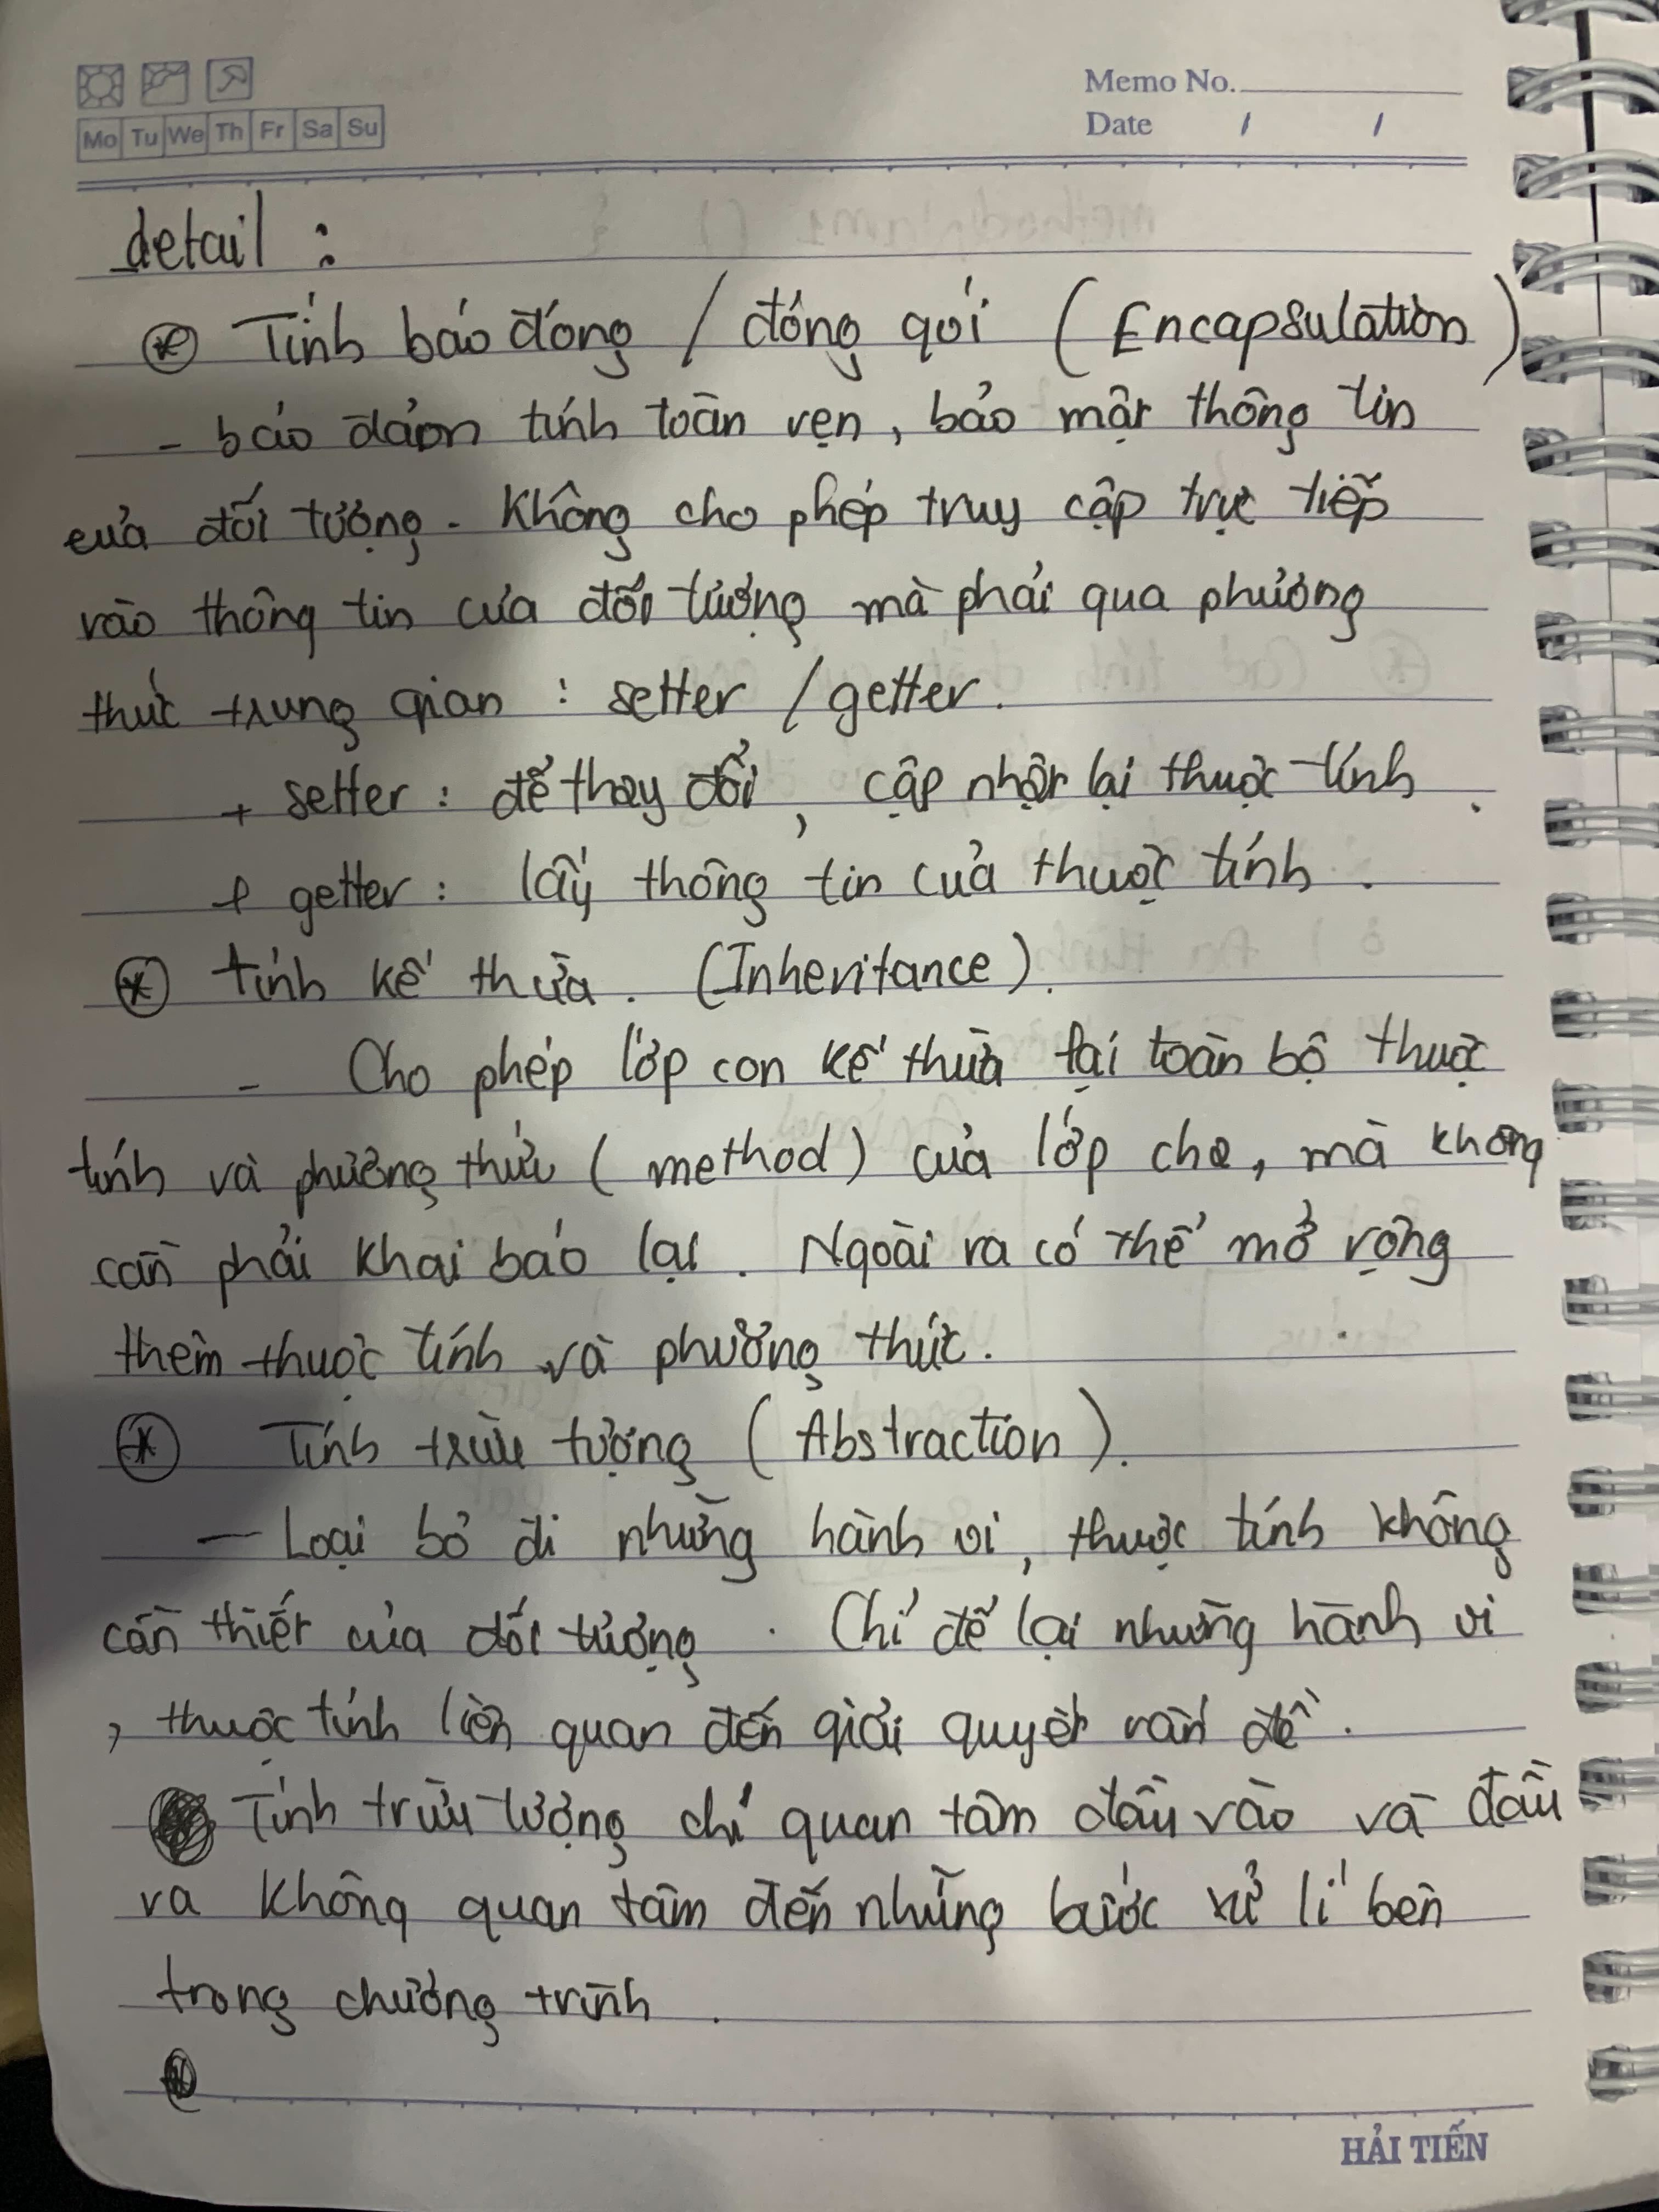 Memo No.
Date / /
Mo Tu We Th Fr Sa Su
detail :
⊛ Tính báo đóng / đóng gói (Encapsulation)
- bảo đảm tính toàn vẹn, bảo mật thông tin
của đối tượng. Không cho phép truy cập trực tiếp
vào thông tin của đối tượng mà phải qua phương
thức trung gian : setter / getter.
+ setter : để thay đổi, cập nhật lại thuộc tính.
+ getter : lấy thông tin của thuộc tính.
⊛ tính kế thừa. (Inheritance).
- Cho phép lớp con kế thừa lại toàn bộ thuộc
tính và phương thức (method) của lớp cha, mà không
cần phải khai báo lại. Ngoài ra có thể mở rộng
thêm thuộc tính và phương thức.
⊛ Tính trừu tượng (Abstraction).
- Loại bỏ đi những hành vi, thuộc tính không
cần thiết của đối tượng. Chỉ để lại những hành vi
, thuộc tính liên quan đến giải quyết vấn đề.
Tính trừu tượng chỉ quan tâm đầu vào và đầu
ra không quan tâm đến những bước xử lí bên
trong chương trình.
HẢI TIẾN